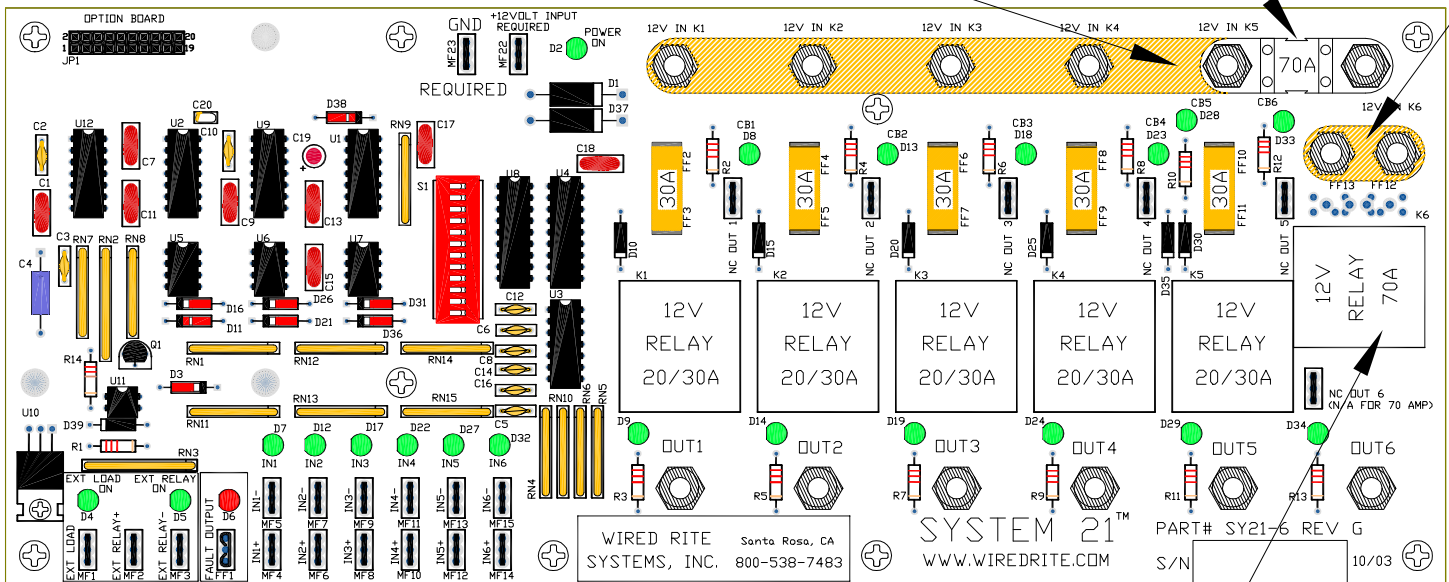 OPTION BOARD
2 20
1 19
JP1
GND
MF23
+12VOLT INPUT
REQUIRED
MF22
D2
POWER
ON
REQUIRED
D1
D37
12V IN K1
12V IN K2
12V IN K3
12V IN K4
12V IN K5
70A
12V IN K6
C2
U12
C7
C1
C11
U2
C20
C10
U9
C19
+
D38
U1
RN9
C17
C9
C13
S1
U8
U4
C18
C4
C3
RN7
RN2
RN8
U5
U6
U7
C15
D16
D11
D26
D21
D31
D36
C12
C6
C8
C14
C16
C5
U3
RN1
RN12
RN14
RN11
RN13
RN15
Q1
R14
U11
D3
U10
D39
R1
RN3
RN4
RN10
RN6
RN5
CB1
D8
CB2
D13
CB3
D18
CB4
D23
CB5
D28
CB6
D33
30A
FF2
FF3
R2
30A
FF4
FF5
R4
30A
FF6
FF7
R6
30A
FF8
FF9
R8
R10
30A
FF10
FF11
R12
FF13
FF12
D10
NC OUT 1
D15
NC OUT 2
D20
NC OUT 3
D25
NC OUT 4
D35
D30
NC OUT 5
K6
K1
12V
RELAY
20/30A
K2
12V
RELAY
20/30A
K3
12V
RELAY
20/30A
K4
12V
RELAY
20/30A
K5
12V
RELAY
20/30A
12V
RELAY
70A
NC OUT 6
(N/A FOR 70 AMP)
D9
OUT1
R3
D14
OUT2
R5
D19
OUT3
R7
D24
OUT4
R9
D29
OUT5
R11
D34
OUT6
R13
EXT LOAD
ON
D4
EXT RELAY
ON
D5
D6
EXT LOAD
MF1
EXT RELAY+
MF2
EXT RELAY-
MF3
FAULT OUTPUT
FF1
D7
IN1
D12
IN2
D17
IN3
D22
IN4
D27
IN5
D32
IN6
IN1-
MF5
IN2-
MF7
IN3-
MF9
IN4-
MF11
IN5-
MF13
IN6-
MF15
IN1+
MF4
IN2+
MF6
IN3+
MF8
IN4+
MF10
IN5+
MF12
IN6+
MF14
WIRED RITE Santa Rosa, CA
SYSTEMS, INC. 800-538-7483
SYSTEM 21™
WWW.WIREDRITE.COM
PART# SY21-6 REV G
S/N
10/03